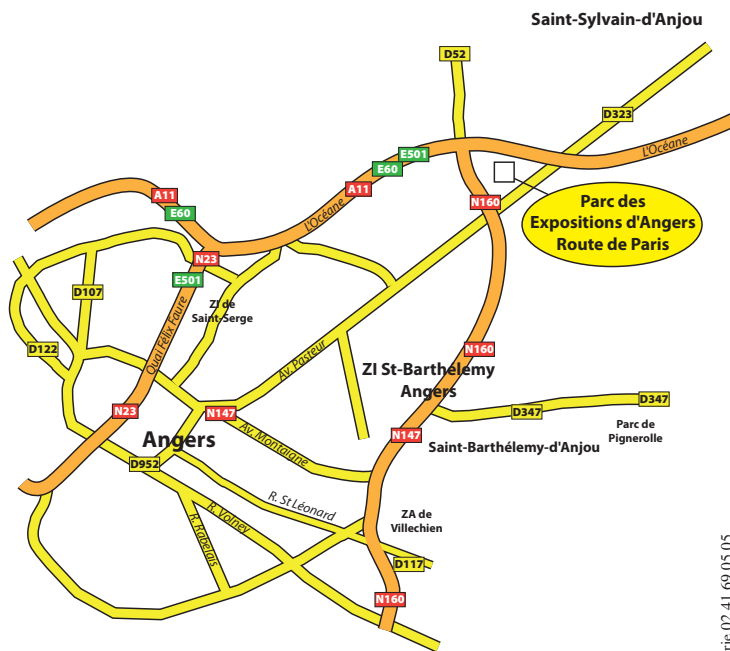 Saint-Sylvain-d'Anjou
D52
D323
L'Océane
E501
E60
A11
L'Océane
A11
E60
N160
Parc des
Expositions d'Angers
Route de Paris
N23
E501
D107
ZI de
Saint-Serge
Quai Félix Faure
D122
Av. Pasteur
N160
ZI St-Barthélemy
Angers
N23
N147
D347
D347
Angers
Av. Montaigne
N147
Saint-Barthélemy-d'Anjou
Parc de
Pignerolle
D952
R. St Léonard
R. Volney
R. Rabelais
ZA de
Villechien
D117
N160
rie 02 41 69 05 05